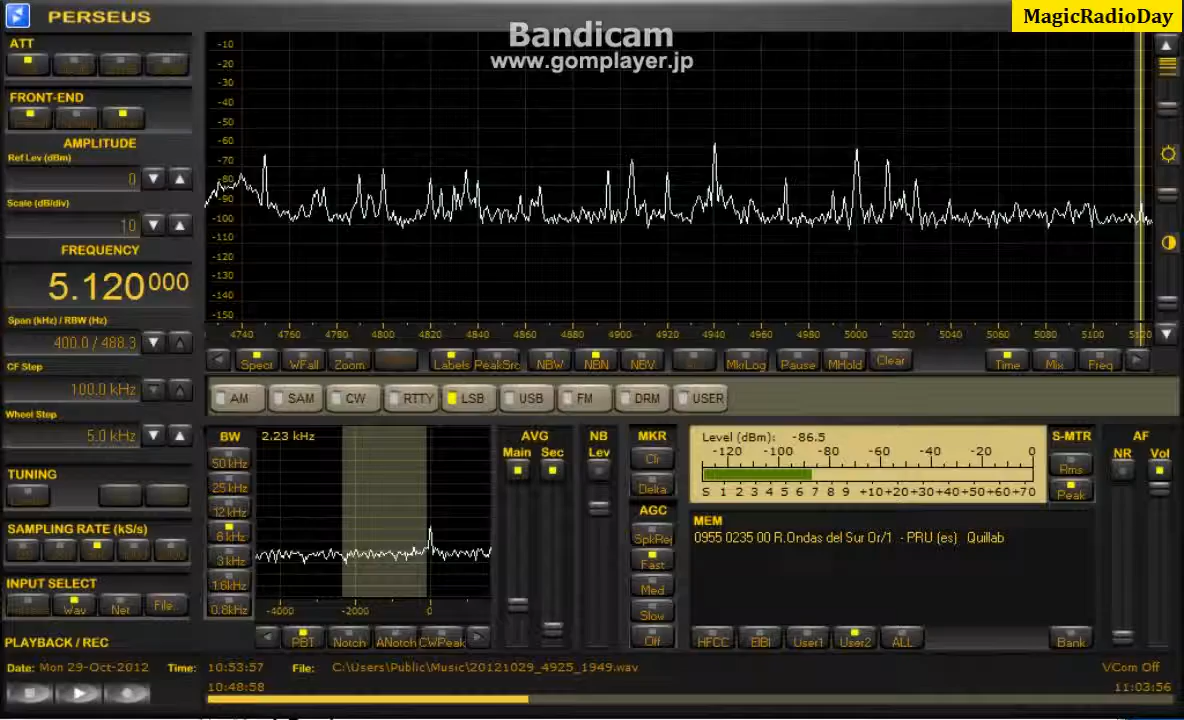 PERSEUS
MagicRadioDay
Bandicam
www.gomplayer.jp
ATT
FRONT-END
AMPLITUDE
Ref Lev (dBm)
0
Scale (dB/div)
10
FREQUENCY
5.120000
Span (kHz) / RBW (Hz)
400.0 / 488.3
CF Step
100.0 kHz
Wheel Step
5.0 kHz
TUNING
SAMPLING RATE (kS/s)
INPUT SELECT
Wav Net File
PLAYBACK / REC
-10
-20
-30
-40
-50
-60
-70
-80
-90
-100
-110
-120
-130
-140
-150
4740 4760 4780 4800 4820 4840 4860 4880 4900 4920 4940 4960 4980 5000 5020 5040 5060 5080 5100 5120
Spect WFall Zoom Labels PeakSrc NBW NBN NBV MkrLog Pause MHold Clear Time Mix Freq
AM SAM CW RTTY LSB USB FM DRM USER
BW
50 kHz
25 kHz
12 kHz
6 kHz
3 kHz
1.6kHz
0.8kHz
2.23 kHz
-4000 -2000 0
PBT Notch ANotch CWPeak
AVG
Main Sec
NB
Lev
MKR
Clr
Delta
AGC
SpkRej
Fast
Med
Slow
Off
Level (dBm): -86.5
-120 -100 -80 -60 -40 -20 0
S 1 2 3 4 5 6 7 8 9 +10+20+30+40+50+60+70
S-MTR
Rms
Peak
AF
NR Vol
MEM
0955 0235 00 R.Ondas del Sur Or/1 - PRU (es) Quillab
HFCC EIBI User1 User2 ALL Bank
Date: Mon 29-Oct-2012 Time: 10:53:57 File: C:\Users\Public\Music\20121029_4925_1949.wav VCom Off
10:48:58 11:03:56